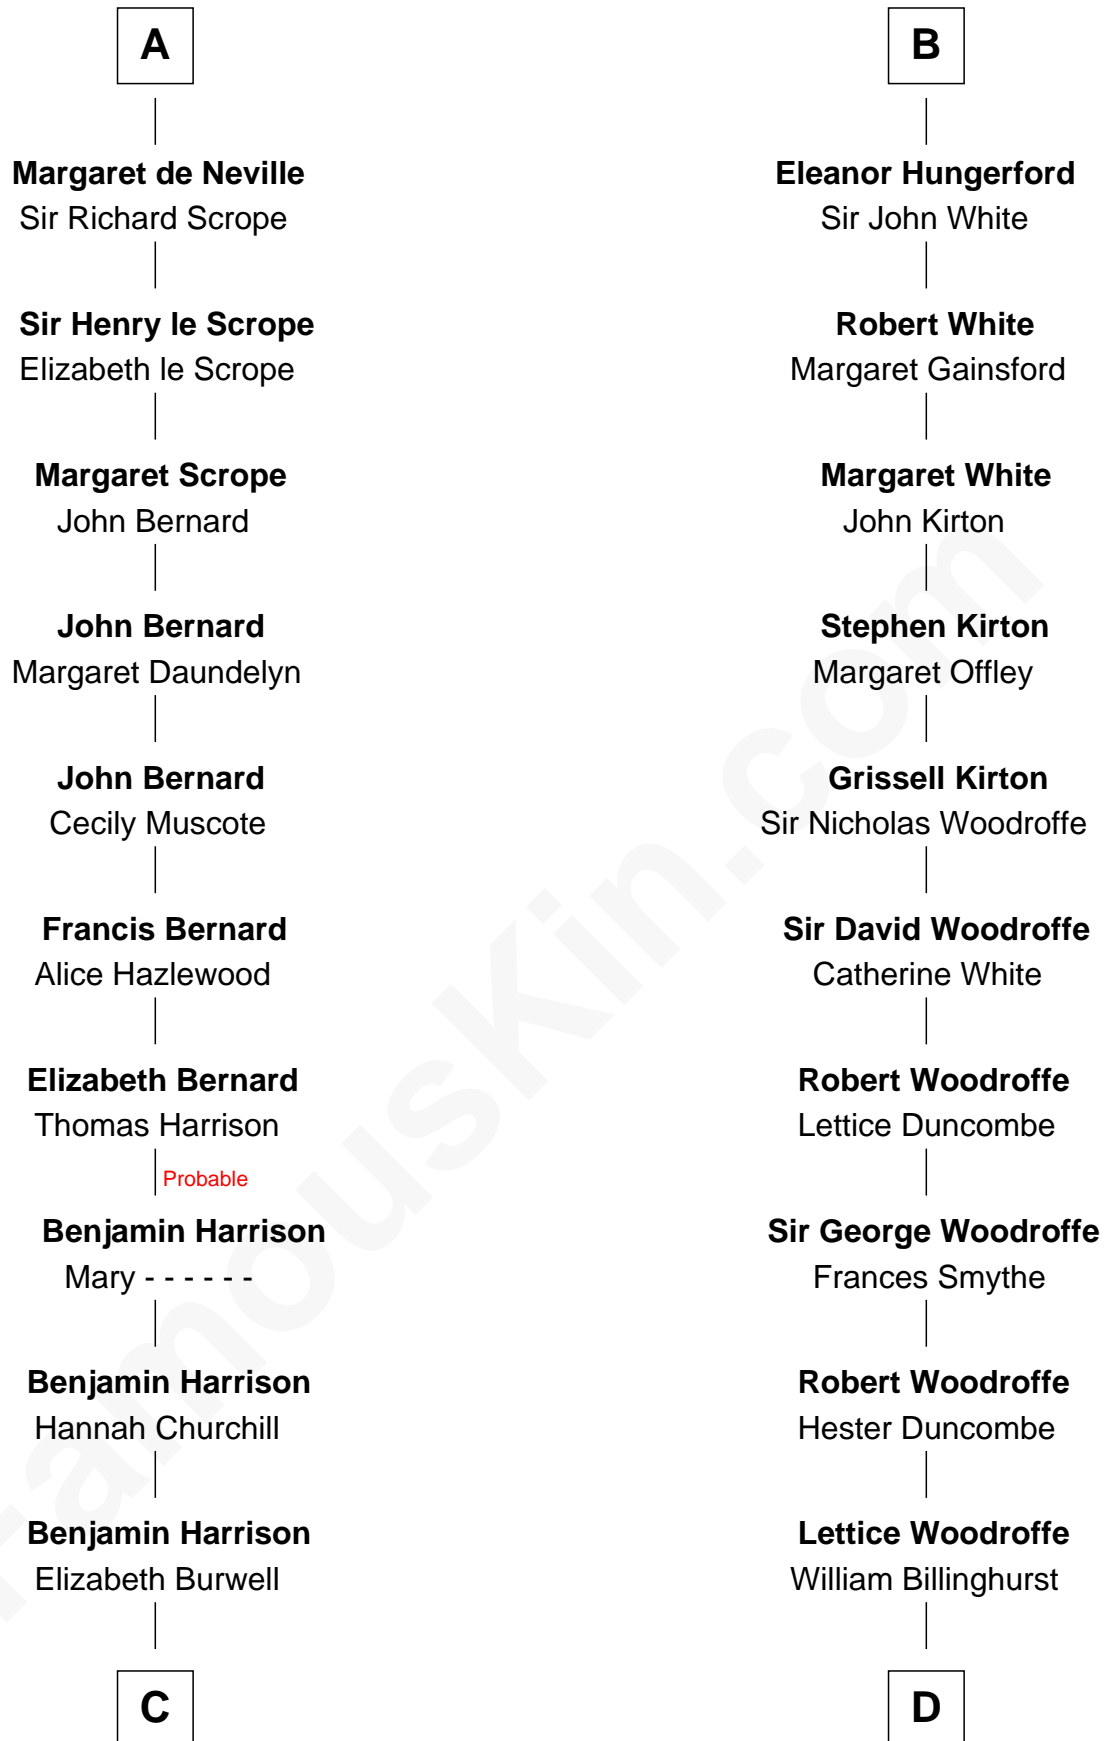 A
Margaret de Neville
Sir Richard Scrope
Sir Henry le Scrope
Elizabeth le Scrope
Margaret Scrope
John Bernard
John Bernard
Margaret Daundelyn
John Bernard
Cecily Muscote
Francis Bernard
Alice Hazlewood
Elizabeth Bernard
Thomas Harrison
Probable
Benjamin Harrison
Mary - - - - - -
Benjamin Harrison
Hannah Churchill
Benjamin Harrison
Elizabeth Burwell
C
B
Eleanor Hungerford
Sir John White
Robert White
Margaret Gainsford
Margaret White
John Kirton
Stephen Kirton
Margaret Offley
Grissell Kirton
Sir Nicholas Woodroffe
Sir David Woodroffe
Catherine White
Robert Woodroffe
Lettice Duncombe
Sir George Woodroffe
Frances Smythe
Robert Woodroffe
Hester Duncombe
Lettice Woodroffe
William Billinghurst
D
FamousKin.com